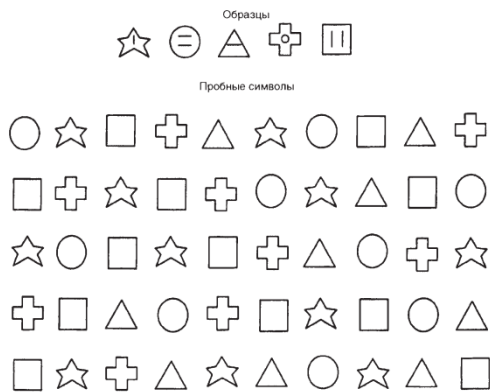 Образцы
Пробные символы